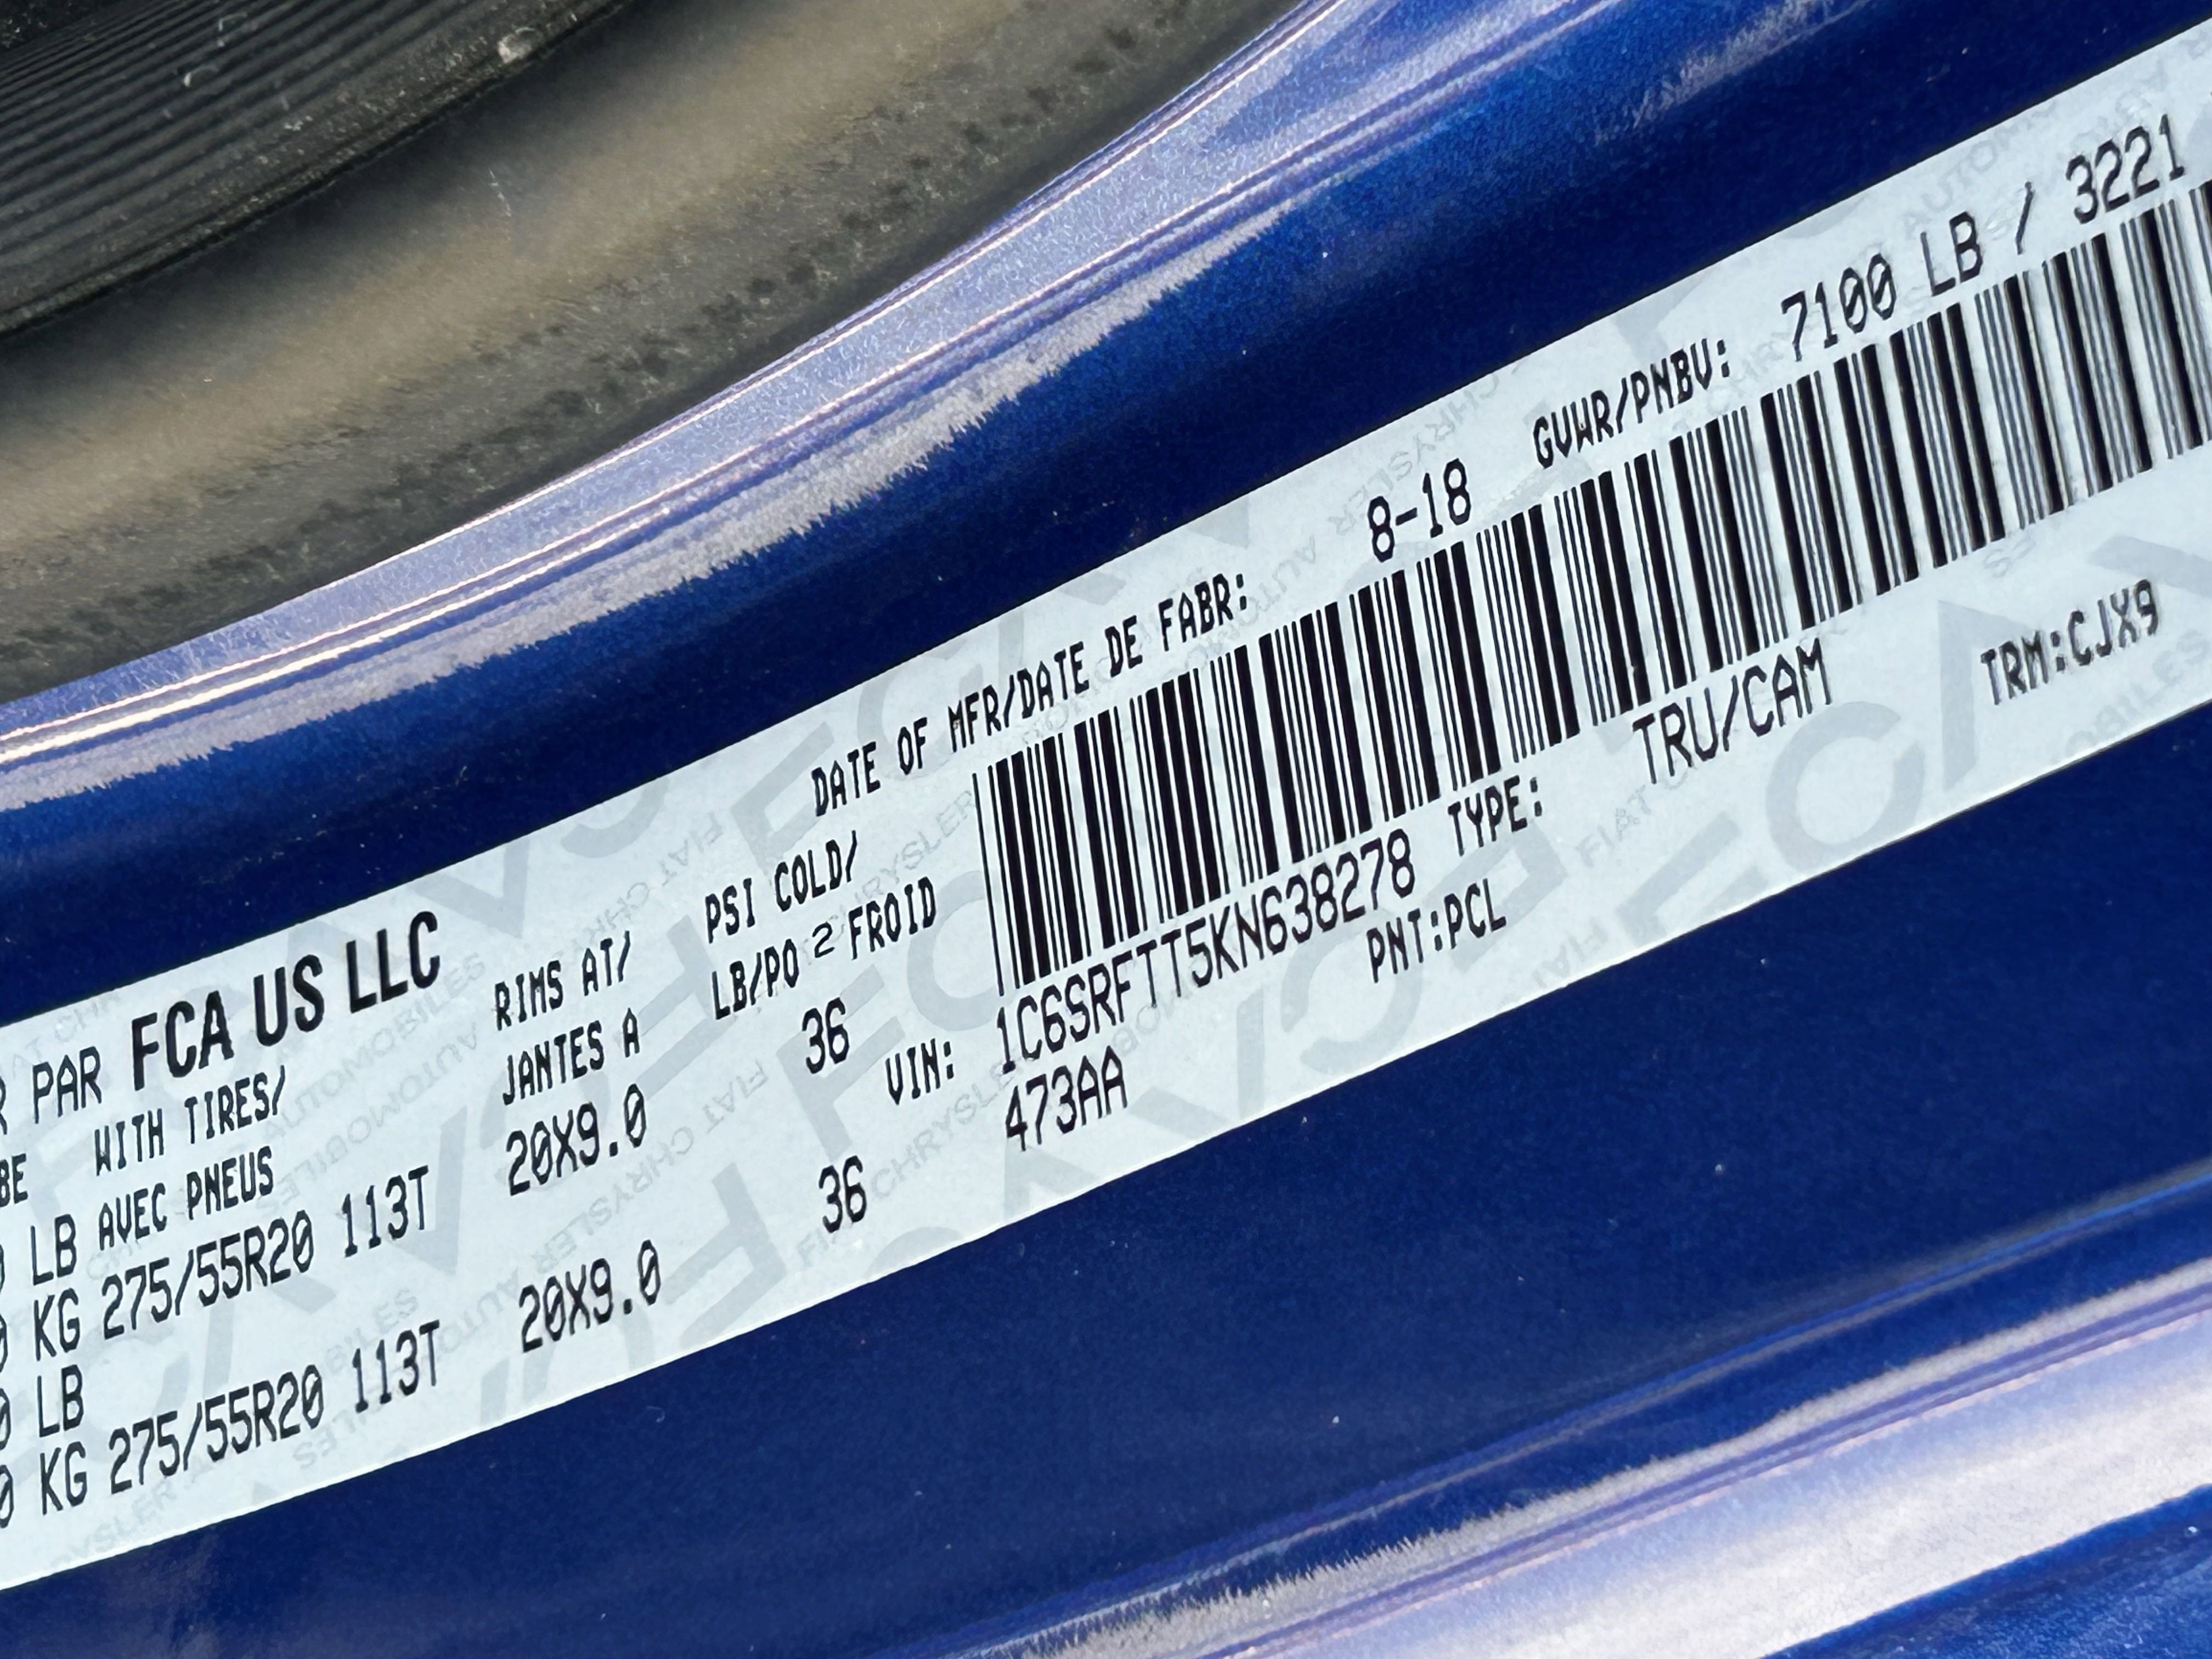 DATE OF MFR/DATE DE FABR: 8-18 GVWR/PNBV: 7100 LB / 3221
PAR FCA US LLC
WITH TIRES/ RIMS AT/ PSI COLD/
AVEC PNEUS JANTES A LB/PO 2 FROID
LB
KG 275/55R20 113T 20X9.0 36
LB
KG 275/55R20 113T 20X9.0 36
VIN: 1C6SRFTT5KN638278 TYPE: TRU/CAM
473AA PNT:PCL TRM:CJX9